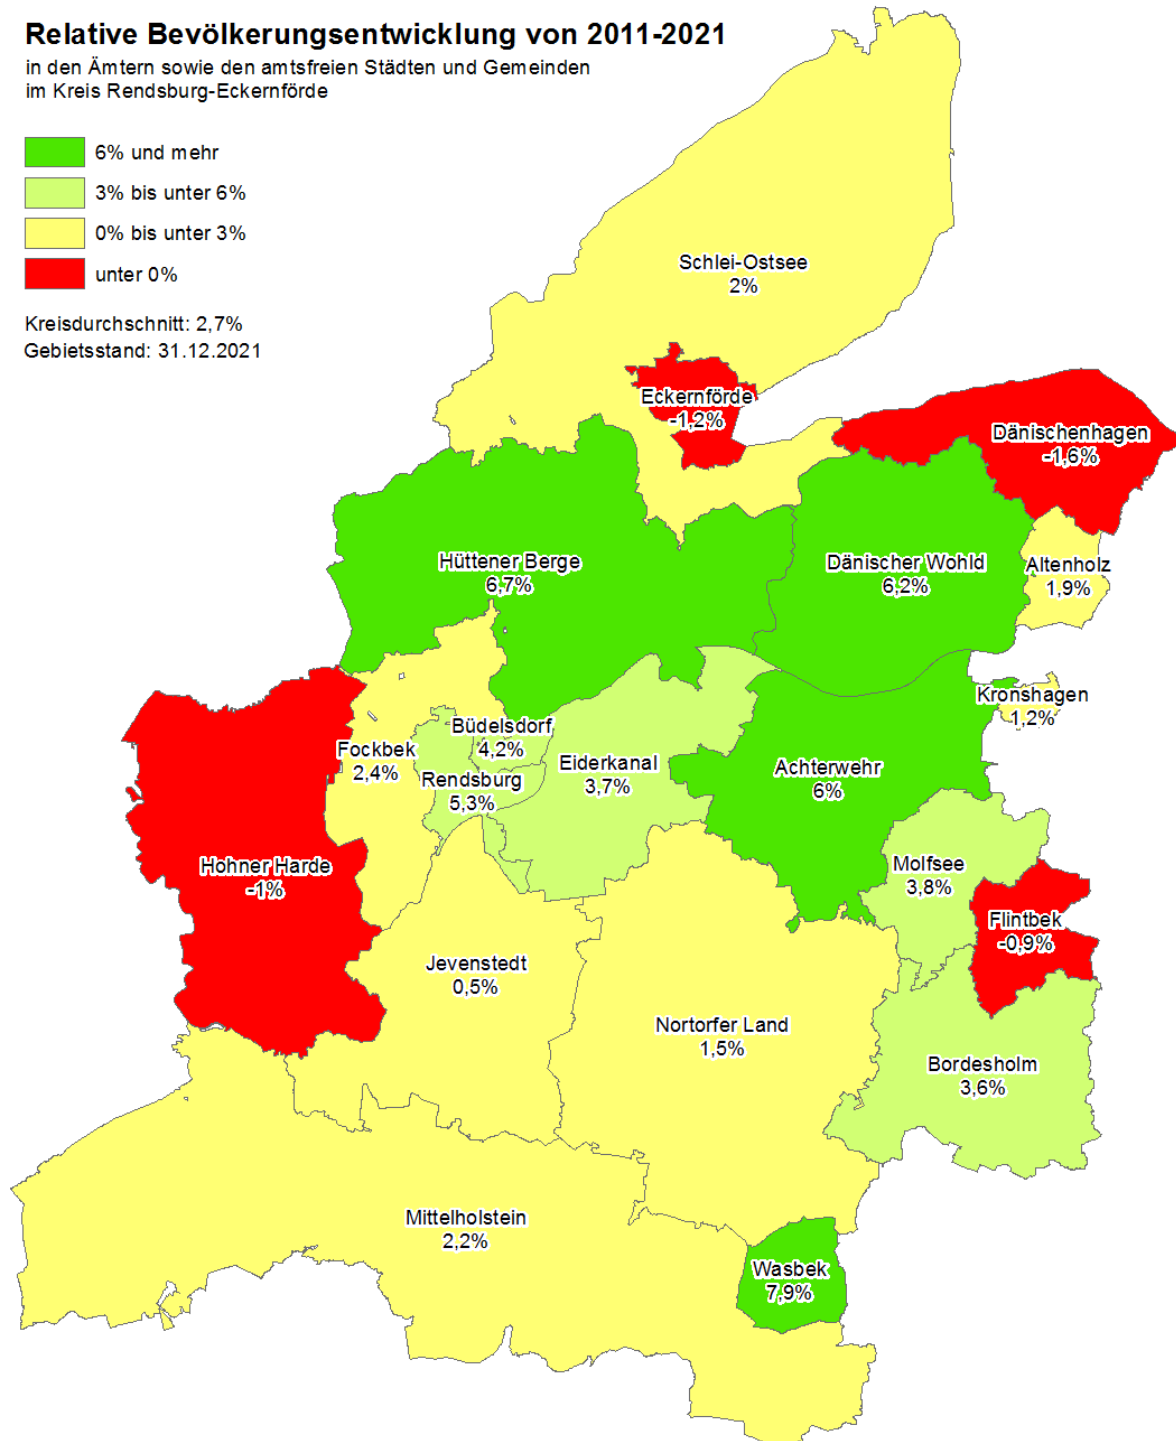 Relative Bevölkerungsentwicklung von 2011-2021
in den Ämtern sowie den amtsfreien Städten und Gemeinden
im Kreis Rendsburg-Eckernförde
6% und mehr
3% bis unter 6%
0% bis unter 3%
unter 0%
Kreisdurchschnitt: 2,7%
Gebietsstand: 31.12.2021
Schlei-Ostsee
2%
Eckernförde
-1,2%
Dänischenhagen
-1,6%
Hüttener Berge
6,7%
Dänischer Wohld
6,2%
Altenholz
1,9%
Kronshagen
1,2%
Büdelsdorf
4,2%
Fockbek
2,4%
Rendsburg
5,3%
Eiderkanal
3,7%
Achterwehr
6%
Hohner Harde
-1%
Molfsee
3,8%
Flintbek
-0,9%
Jevenstedt
0,5%
Nortorfer Land
1,5%
Bordesholm
3,6%
Mittelholstein
2,2%
Wasbek
7,9%